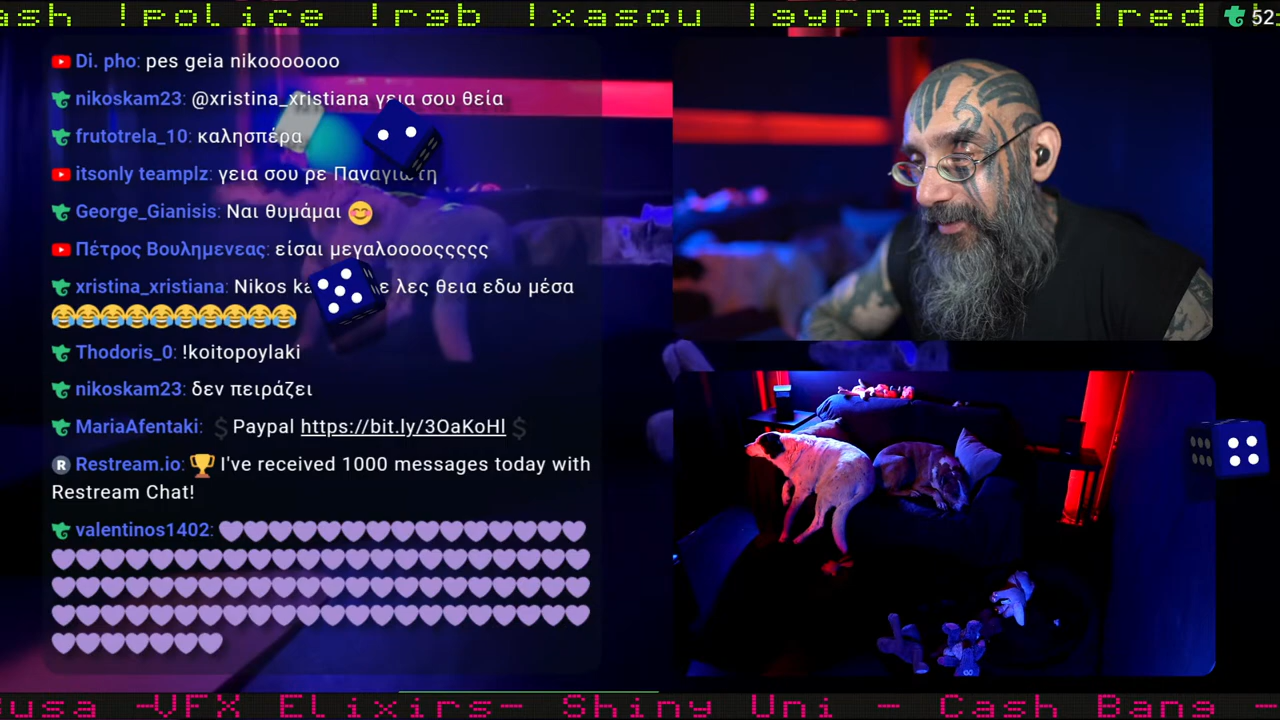 ash !police !rab !xasou !syrnapiso !red
52
Di. pho: pes geia nikooooooo
nikoskam23: @xristina_xristiana γεια σου θεία
frutotrela_10: καλησπέρα
itsonly teamplz: γεια σου ρε Παναγιωτη
George_Gianisis: Ναι θυμάμαι 😊
Πέτρος Βουλημενεας: είσαι μεγαλοοοοςςςςς
xristina_xristiana: Nikos λες θεια εδω μέσα
😂😂😂😂😂😂😂😂😂😂
Thodoris_0: !koitopoylaki
nikoskam23: δεν πειράζει
MariaAfentaki: $ Paypal https://bit.ly/3OaKoHl $
R Restream.io: 🏆 I've received 1000 messages today with
Restream Chat!
valentinos1402: 💜💜💜💜💜💜💜💜💜💜💜💜💜💜💜
usa -VFX Elixirs- Shiny Uni - Cash Bang -